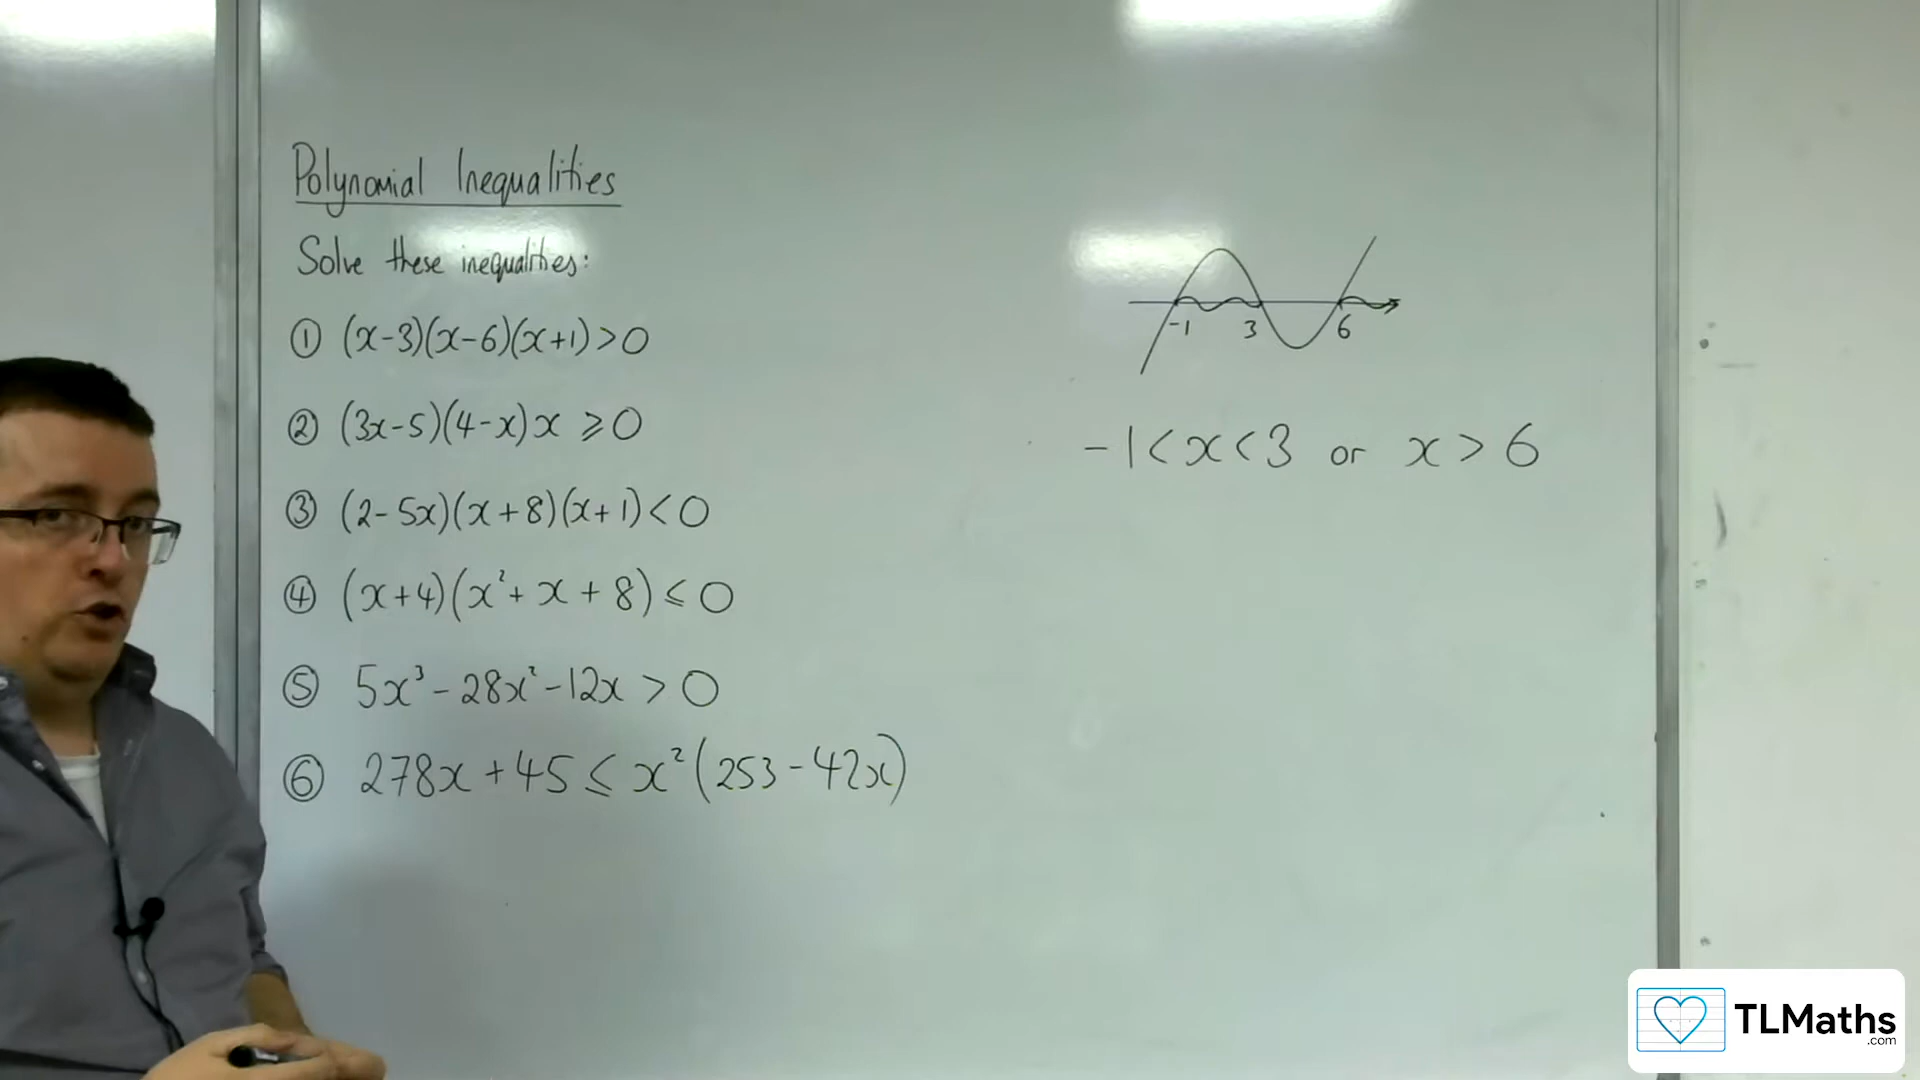 Polynomial Inequalities
Solve these inequalities:
① (x-3)(x-6)(x+1)>0
② (3x-5)(4-x)x ⩾0
③ (2-5x)(x+8)(x+1)<0
④ (x+4)(x²+x+8)⩽0
⑤ 5x³-28x²-12x>0
⑥ 278x+45⩽x²(253-42x)
-1 3 6
-1<x<3 or x>6
TLMaths
.com